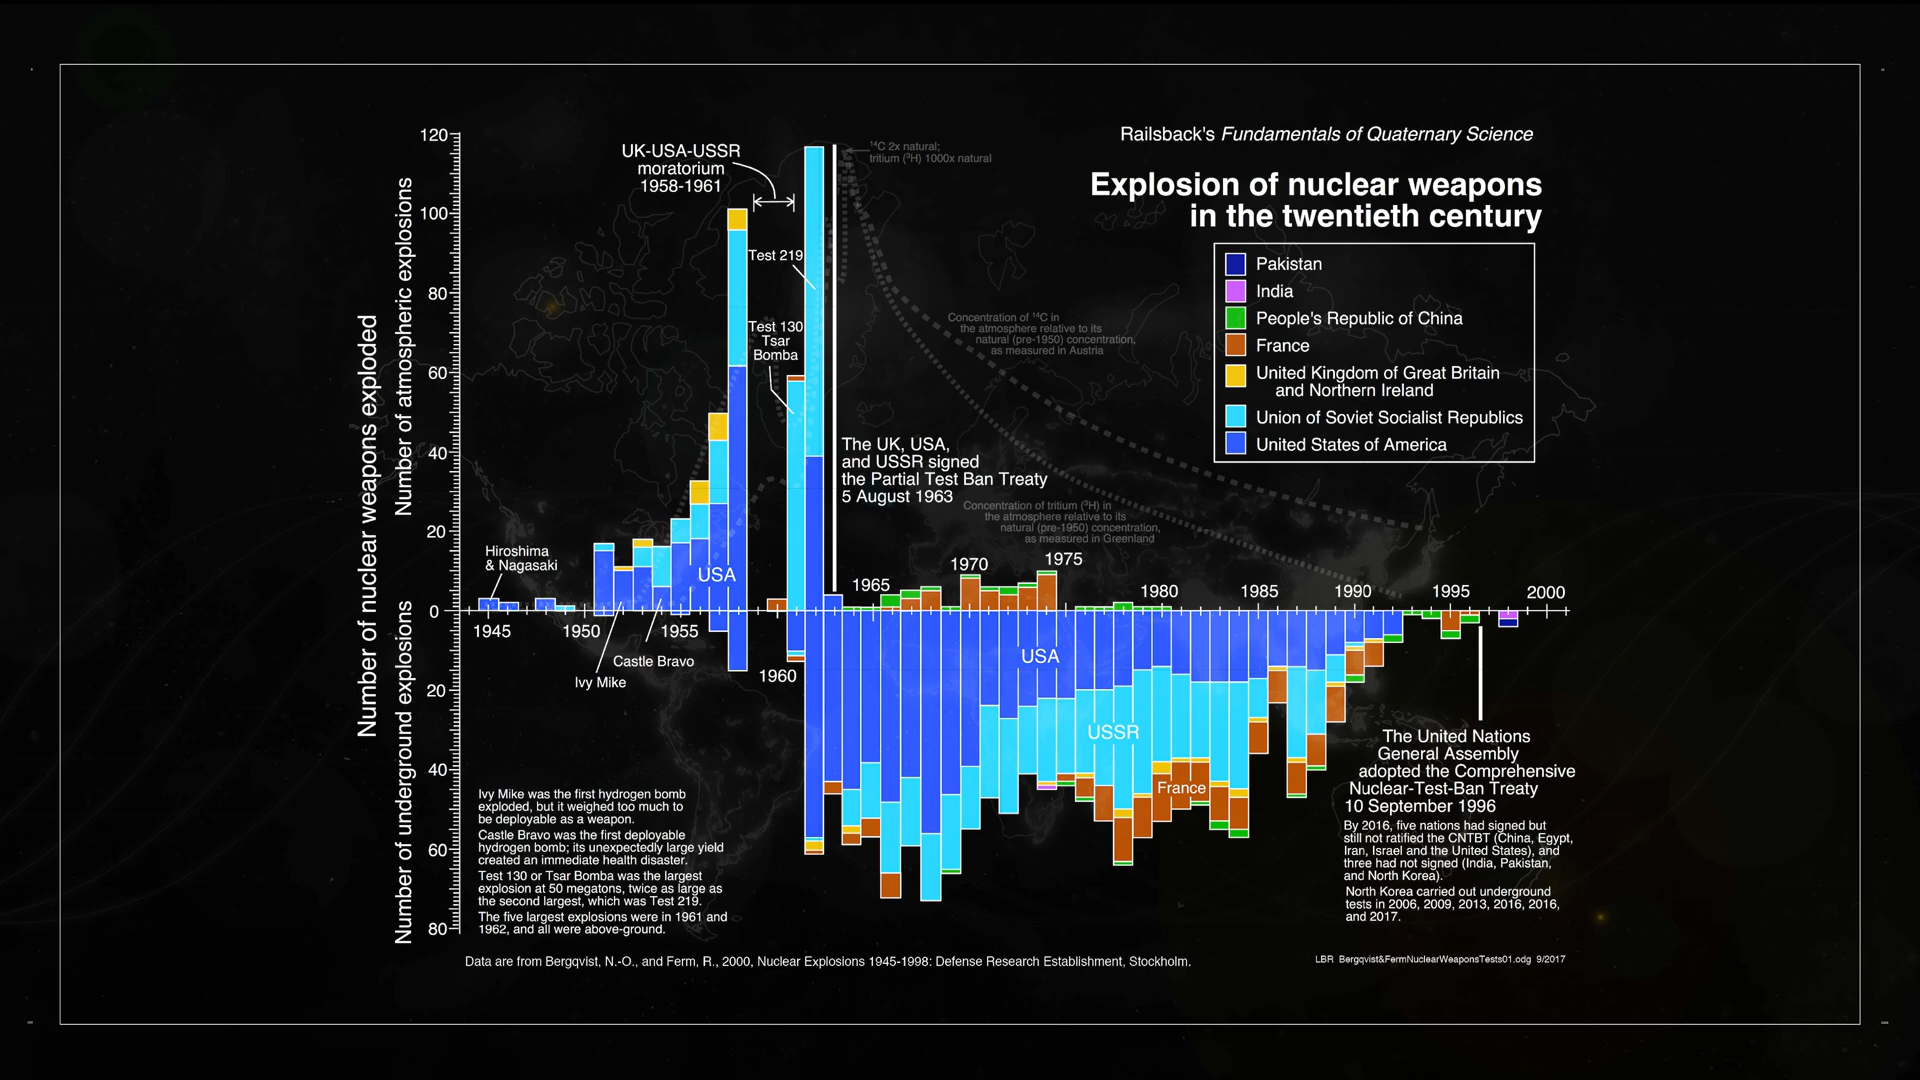 Railsback's Fundamentals of Quaternary Science
Explosion of nuclear weapons
in the twentieth century
Pakistan
India
People's Republic of China
France
United Kingdom of Great Britain
and Northern Ireland
Union of Soviet Socialist Republics
United States of America
Number of nuclear weapons exploded
Number of atmospheric explosions
Number of underground explosions
120
100
80
60
40
20
0
20
40
60
80
UK-USA-USSR
moratorium
1958-1961
Test 219
Test 130
Tsar
Bomba
14C 2x natural;
tritium (3H) 1000x natural
Concentration of 14C in
the atmosphere relative to its
natural (pre-1950) concentration,
as measured in Austria
The UK, USA,
and USSR signed
the Partial Test Ban Treaty
5 August 1963
Concentration of tritium (3H) in
the atmosphere relative to its
natural (pre-1950) concentration,
as measured in Greenland
Hiroshima
& Nagasaki
USA
1945
1950
1955
1960
1965
1970
1975
1980
1985
1990
1995
2000
Castle Bravo
Ivy Mike
USA
USSR
France
Ivy Mike was the first hydrogen bomb
exploded, but it weighed too much to
be deployable as a weapon.
Castle Bravo was the first deployable
hydrogen bomb; its unexpectedly large yield
created an immediate health disaster.
Test 130 or Tsar Bomba was the largest
explosion at 50 megatons, twice as large as
the second largest, which was Test 219.
The five largest explosions were in 1961 and
1962, and all were above-ground.
The United Nations
General Assembly
adopted the Comprehensive
Nuclear-Test-Ban Treaty
10 September 1996
By 2016, five nations had signed but
still not ratified the CNTBT (China, Egypt,
Iran, Israel and the United States), and
three had not signed (India, Pakistan,
and North Korea).
North Korea carried out underground
tests in 2006, 2009, 2013, 2016, 2016,
and 2017.
Data are from Bergqvist, N.-O., and Ferm, R., 2000, Nuclear Explosions 1945-1998: Defense Research Establishment, Stockholm.
LBR Bergqvist&FermNuclearWeaponsTests01.odg 9/2017